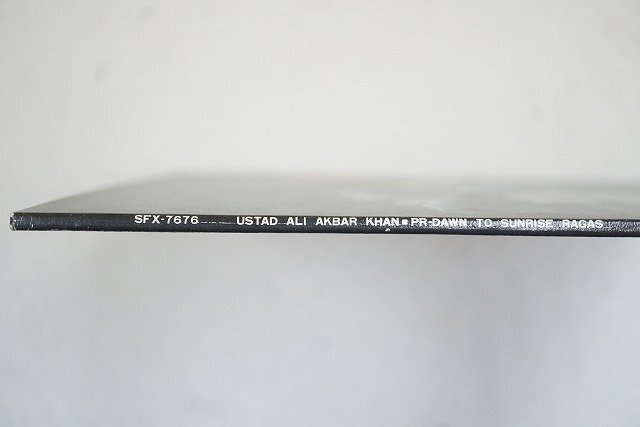 SFX-7676 USTAD ALI AKBAR KHAN■PR-DAWN TO SUNRISE RAGAS